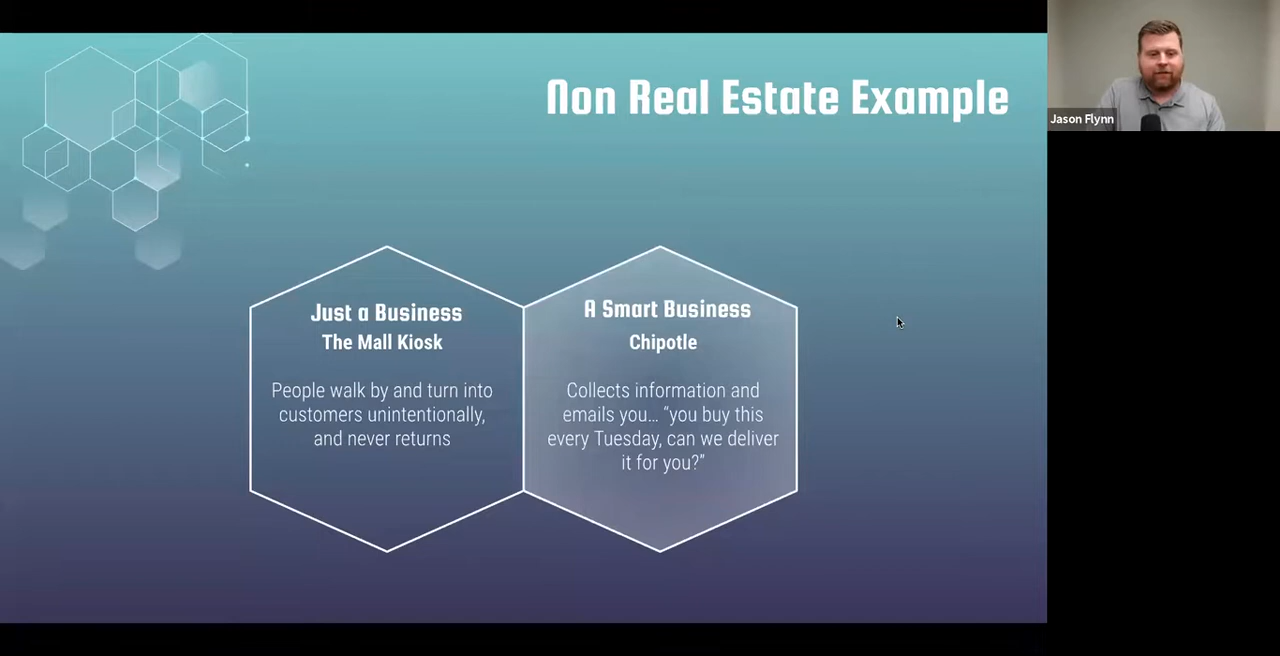 Non Real Estate Example
Jason Flynn
Just a Business
The Mall Kiosk
People walk by and turn into
customers unintentionally,
and never returns
A Smart Business
Chipotle
Collects information and
emails you... “you buy this
every Tuesday, can we deliver
it for you?”